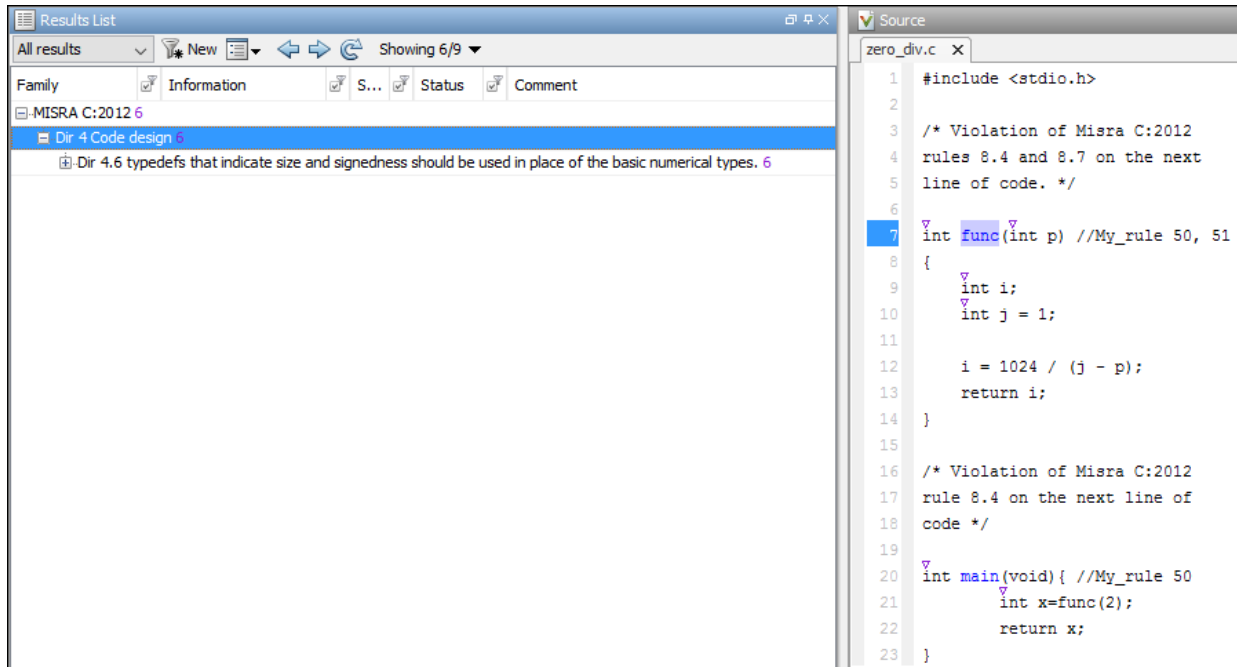 Results List
All results New Showing 6/9
Family Information S... Status Comment
MISRA C:2012 6
Dir 4 Code design 6
Dir 4.6 typedefs that indicate size and signedness should be used in place of the basic numerical types. 6
Source
zero_div.c X
1 #include <stdio.h>
2
3 /* Violation of Misra C:2012
4 rules 8.4 and 8.7 on the next
5 line of code. */
6
7 int func(int p) //My_rule 50, 51
8 {
9 int i;
10 int j = 1;
11
12 i = 1024 / (j - p);
13 return i;
14 }
15
16 /* Violation of Misra C:2012
17 rule 8.4 on the next line of
18 code */
19
20 int main(void){ //My_rule 50
21 int x=func(2);
22 return x;
23 }